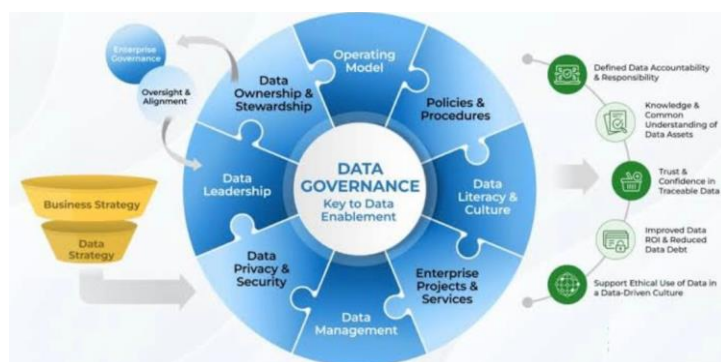 Enterprise
Governance
Oversight &
Alignment
Business Strategy
Data
Strategy
Operating
Model
Policies &
Procedures
Data
Literacy &
Culture
Enterprise
Projects &
Services
Data
Management
Data
Privacy &
Security
Data
Leadership
Data
Ownership &
Stewardship
DATA
GOVERNANCE
Key to Data
Enablement
Defined Data Accountability
& Responsibility
Knowledge &
Common
Understanding of
Data Assets
Trust &
Confidence in
Traceable Data
Improved Data
ROI & Reduced
Data Debt
Support Ethical Use of Data in
a Data-Driven Culture